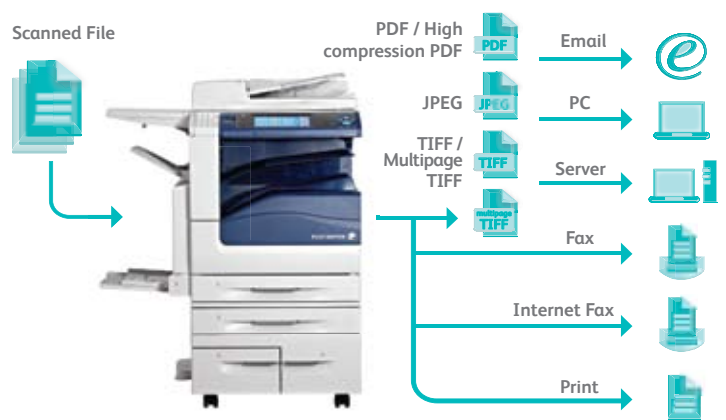 Scanned File
PDF / High
compression PDF
PDF
Email
JPEG
JPEG
PC
TIFF /
Multipage
TIFF
TIFF
Server
multipage
TIFF
Fax
Internet Fax
Print